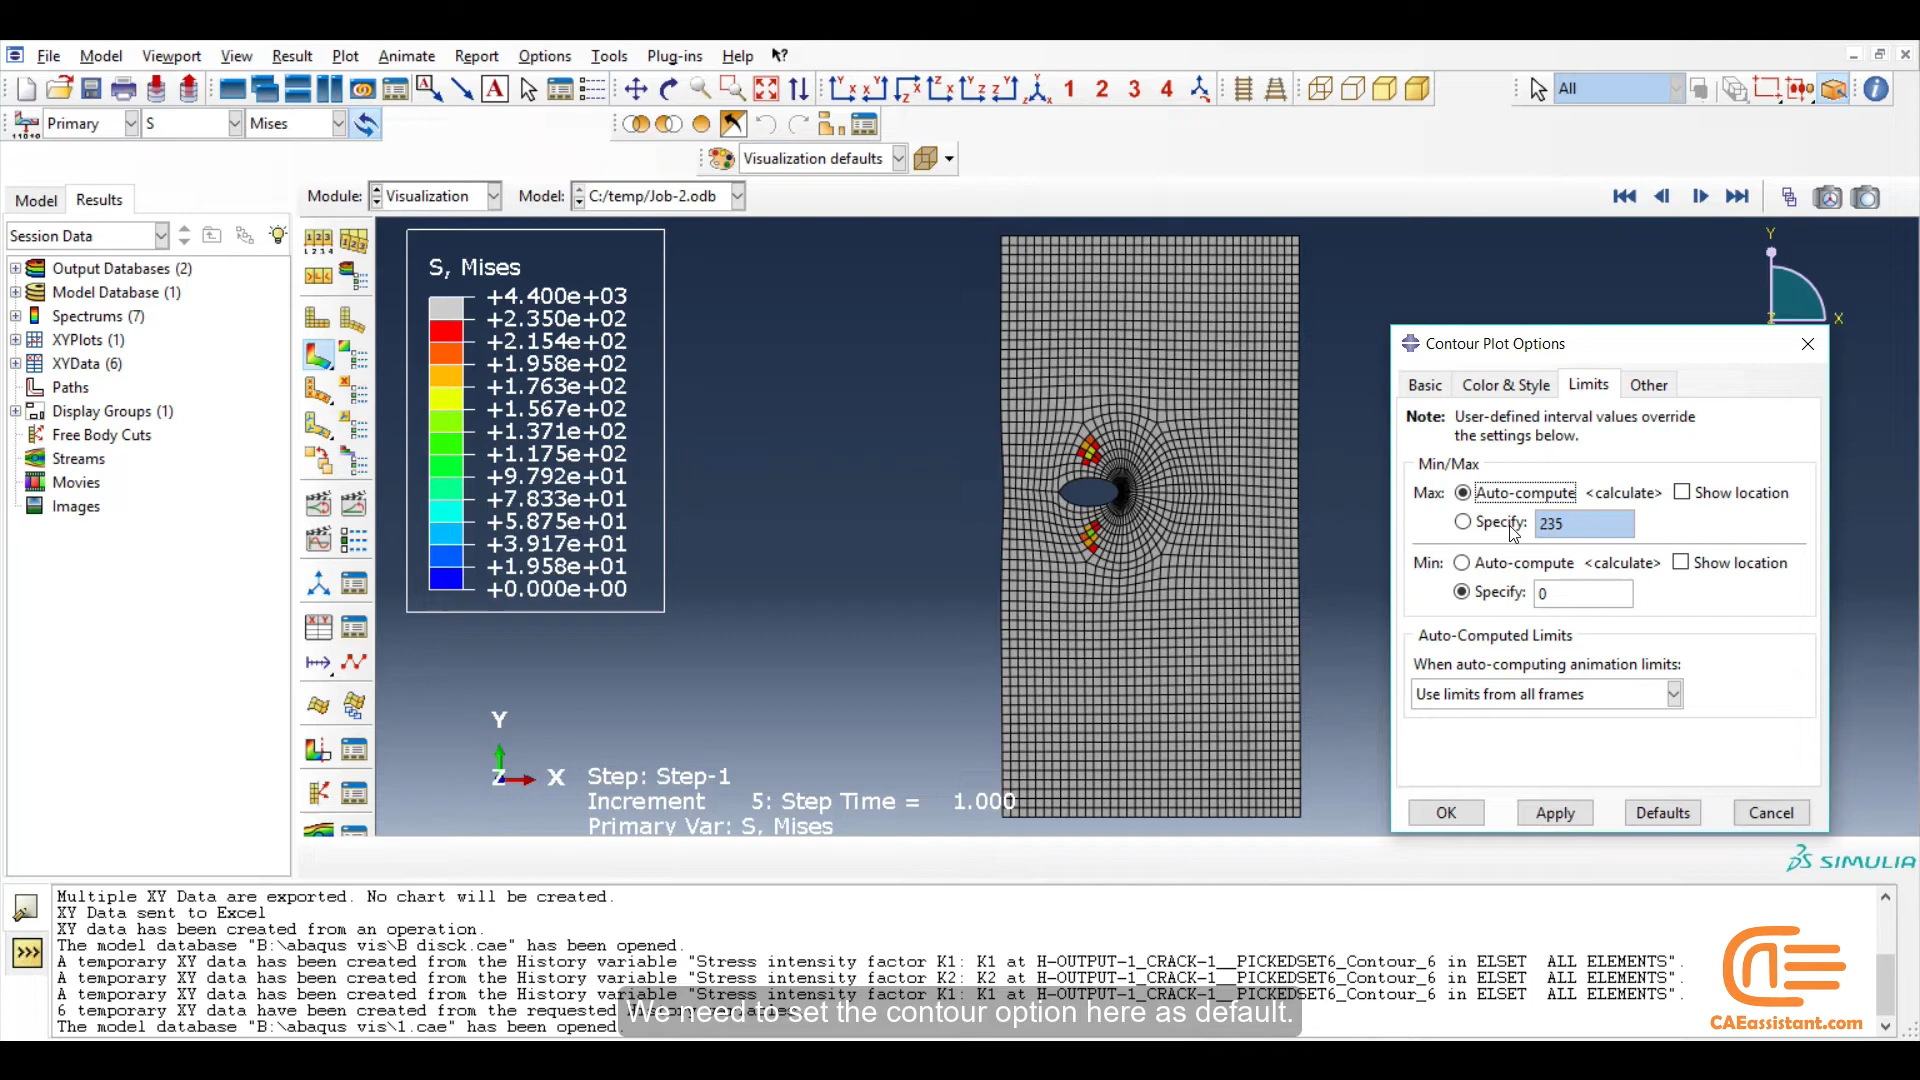 File Model Viewport View Result Plot Animate Report Options Tools Plug-ins Help
1 2 3 4 All
Primary S Mises
Visualization defaults
Model Results
Module: Visualization Model: C:/temp/Job-2.odb
Session Data
Output Databases (2)
Model Database (1)
Spectrums (7)
XYPlots (1)
XYData (6)
Paths
Display Groups (1)
Free Body Cuts
Streams
Movies
Images
S, Mises
+4.400e+03
+2.350e+02
+2.154e+02
+1.958e+02
+1.763e+02
+1.567e+02
+1.371e+02
+1.175e+02
+9.792e+01
+7.833e+01
+5.875e+01
+3.917e+01
+1.958e+01
+0.000e+00
Y
Z X
Step: Step-1
Increment 5: Step Time = 1.000
Primary Var: S, Mises
Y
Z X
Contour Plot Options
Basic Color & Style Limits Other
Note: User-defined interval values override
the settings below.
Min/Max
Max: Auto-compute <calculate> Show location
Specify: 235
Min: Auto-compute <calculate> Show location
Specify: 0
Auto-Computed Limits
When auto-computing animation limits:
Use limits from all frames
OK Apply Defaults Cancel
SIMULIA
Multiple XY Data are exported. No chart will be created.
XY Data sent to Excel
XY data has been created from an operation.
The model database "B:\abaqus vis\B disck.cae" has been opened.
A temporary XY data has been created from the History variable "Stress intensity factor K1: K1 at H-OUTPUT-1_CRACK-1__PICKEDSET6_Contour_6 in ELSET ALL ELEMENTS".
A temporary XY data has been created from the History variable "Stress intensity factor K2: K2 at H-OUTPUT-1_CRACK-1__PICKEDSET6_Contour_6 in ELSET ALL ELEMENTS".
A temporary XY data has been created from the History variable "Stress intensity factor K1: K1 at H-OUTPUT-1_CRACK-1__PICKEDSET6_Contour_6 in ELSET ALL ELEMENTS".
6 temporary XY data have been created from the requested History variables
The model database "B:\abaqus vis\1.cae" has been opened.
We need to set the contour option here as default.
CAEassistant.com